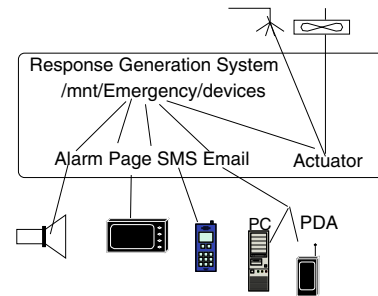 Response Generation System
/mnt/Emergency/devices
Alarm Page SMS Email Actuator
PC PDA